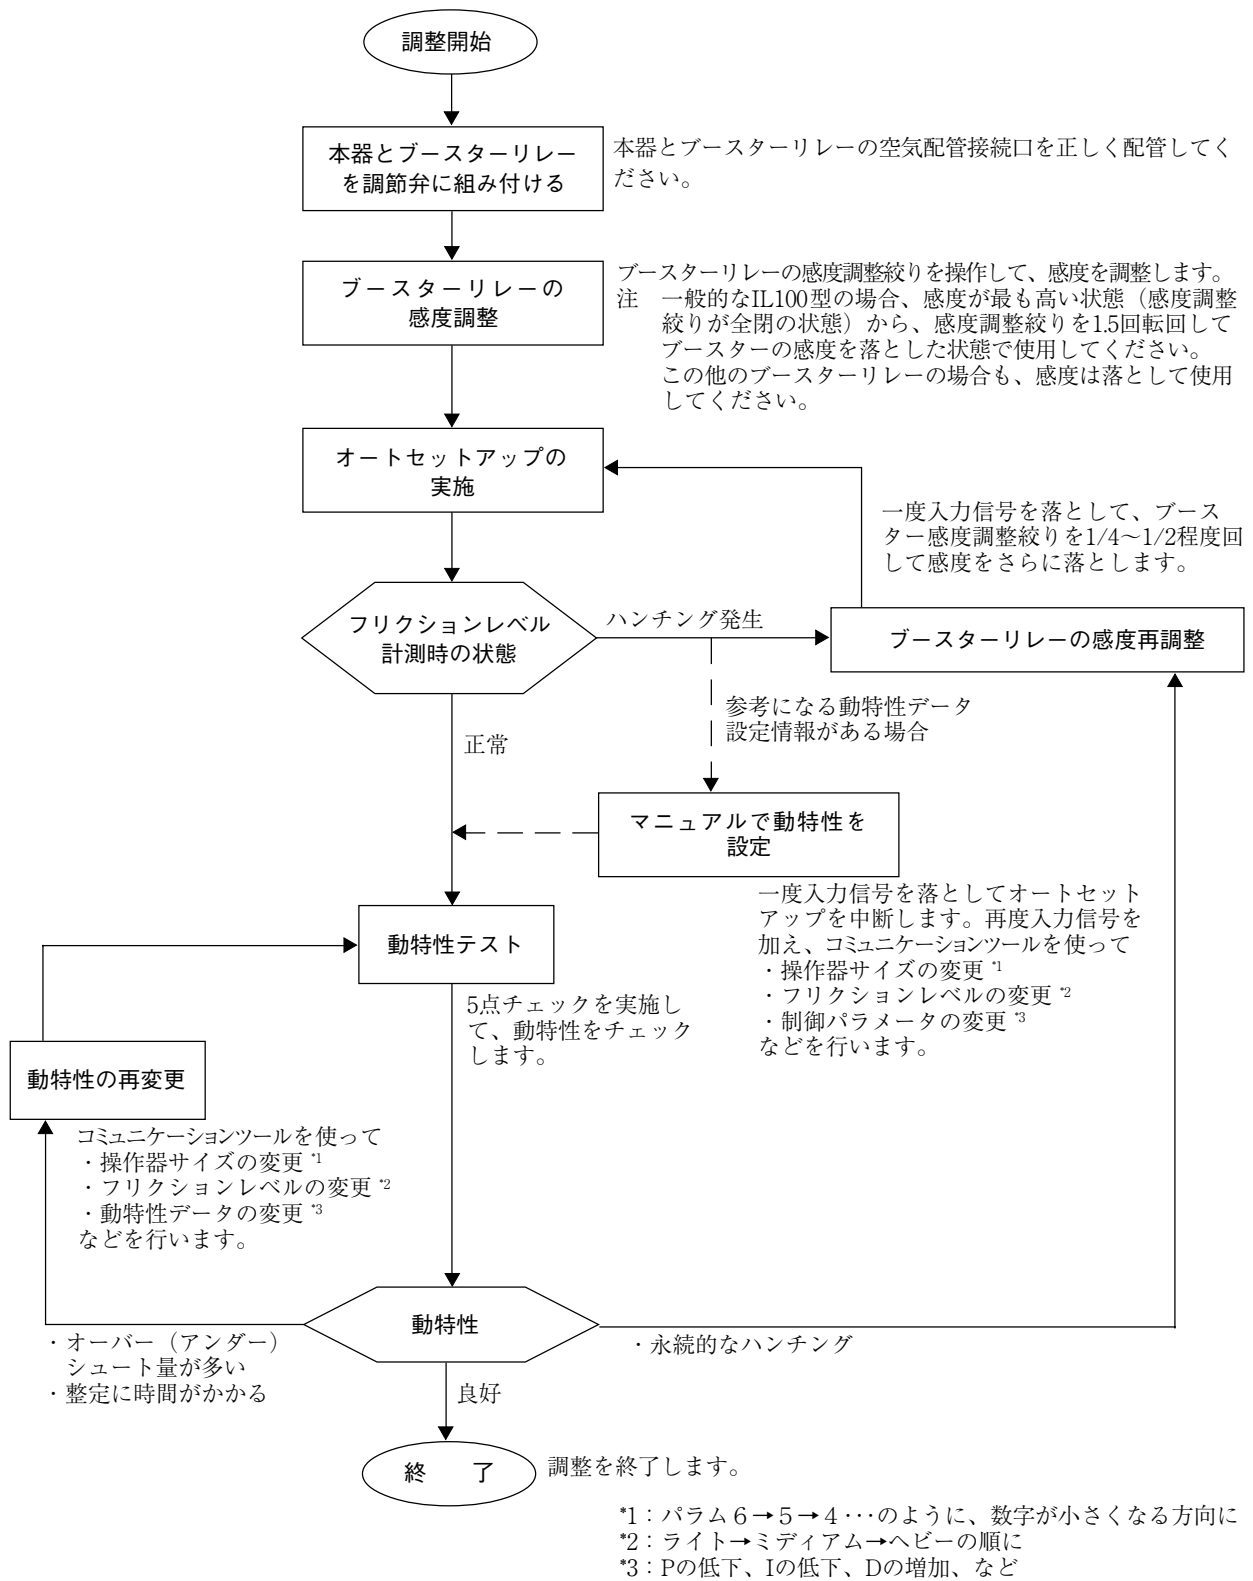 調整開始
本器とブースターリレー
を調節弁に組み付ける
本器とブースターリレーの空気配管接続口を正しく配管してく
ださい。
ブースターリレーの
感度調整
ブースターリレーの感度調整絞りを操作して、感度を調整します。
注 一般的なIL100型の場合、感度が最も高い状態（感度調整
絞りが全閉の状態）から、感度調整絞りを1.5回転回して
ブースターの感度を落とした状態で使用してください。
この他のブースターリレーの場合も、感度は落として使用
してください。
オートセットアップの
実施
一度入力信号を落として、ブース
ター感度調整絞りを1/4～1/2程度回
して感度をさらに落とします。
フリクションレベル
計測時の状態
ハンチング発生
ブースターリレーの感度再調整
参考になる動特性データ
設定情報がある場合
正常
マニュアルで動特性を
設定
一度入力信号を落としてオートセット
アップを中断します。再度入力信号を
加え、コミュニケーションツールを使って
・操作器サイズの変更 *1
・フリクションレベルの変更 *2
・制御パラメータの変更 *3
などを行います。
動特性テスト
5点チェックを実施し
て、動特性をチェック
します。
動特性の再変更
コミュニケーションツールを使って
・操作器サイズの変更 *1
・フリクションレベルの変更 *2
・動特性データの変更 *3
などを行います。
動特性
・オーバー（アンダー）
シュート量が多い
・整定に時間がかかる
・永続的なハンチング
良好
終 了
調整を終了します。
*1：パラム６→５→４･･･のように、数字が小さくなる方向に
*2：ライト→ミディアム→ヘビーの順に
*3：Pの低下、Iの低下、Dの増加、など